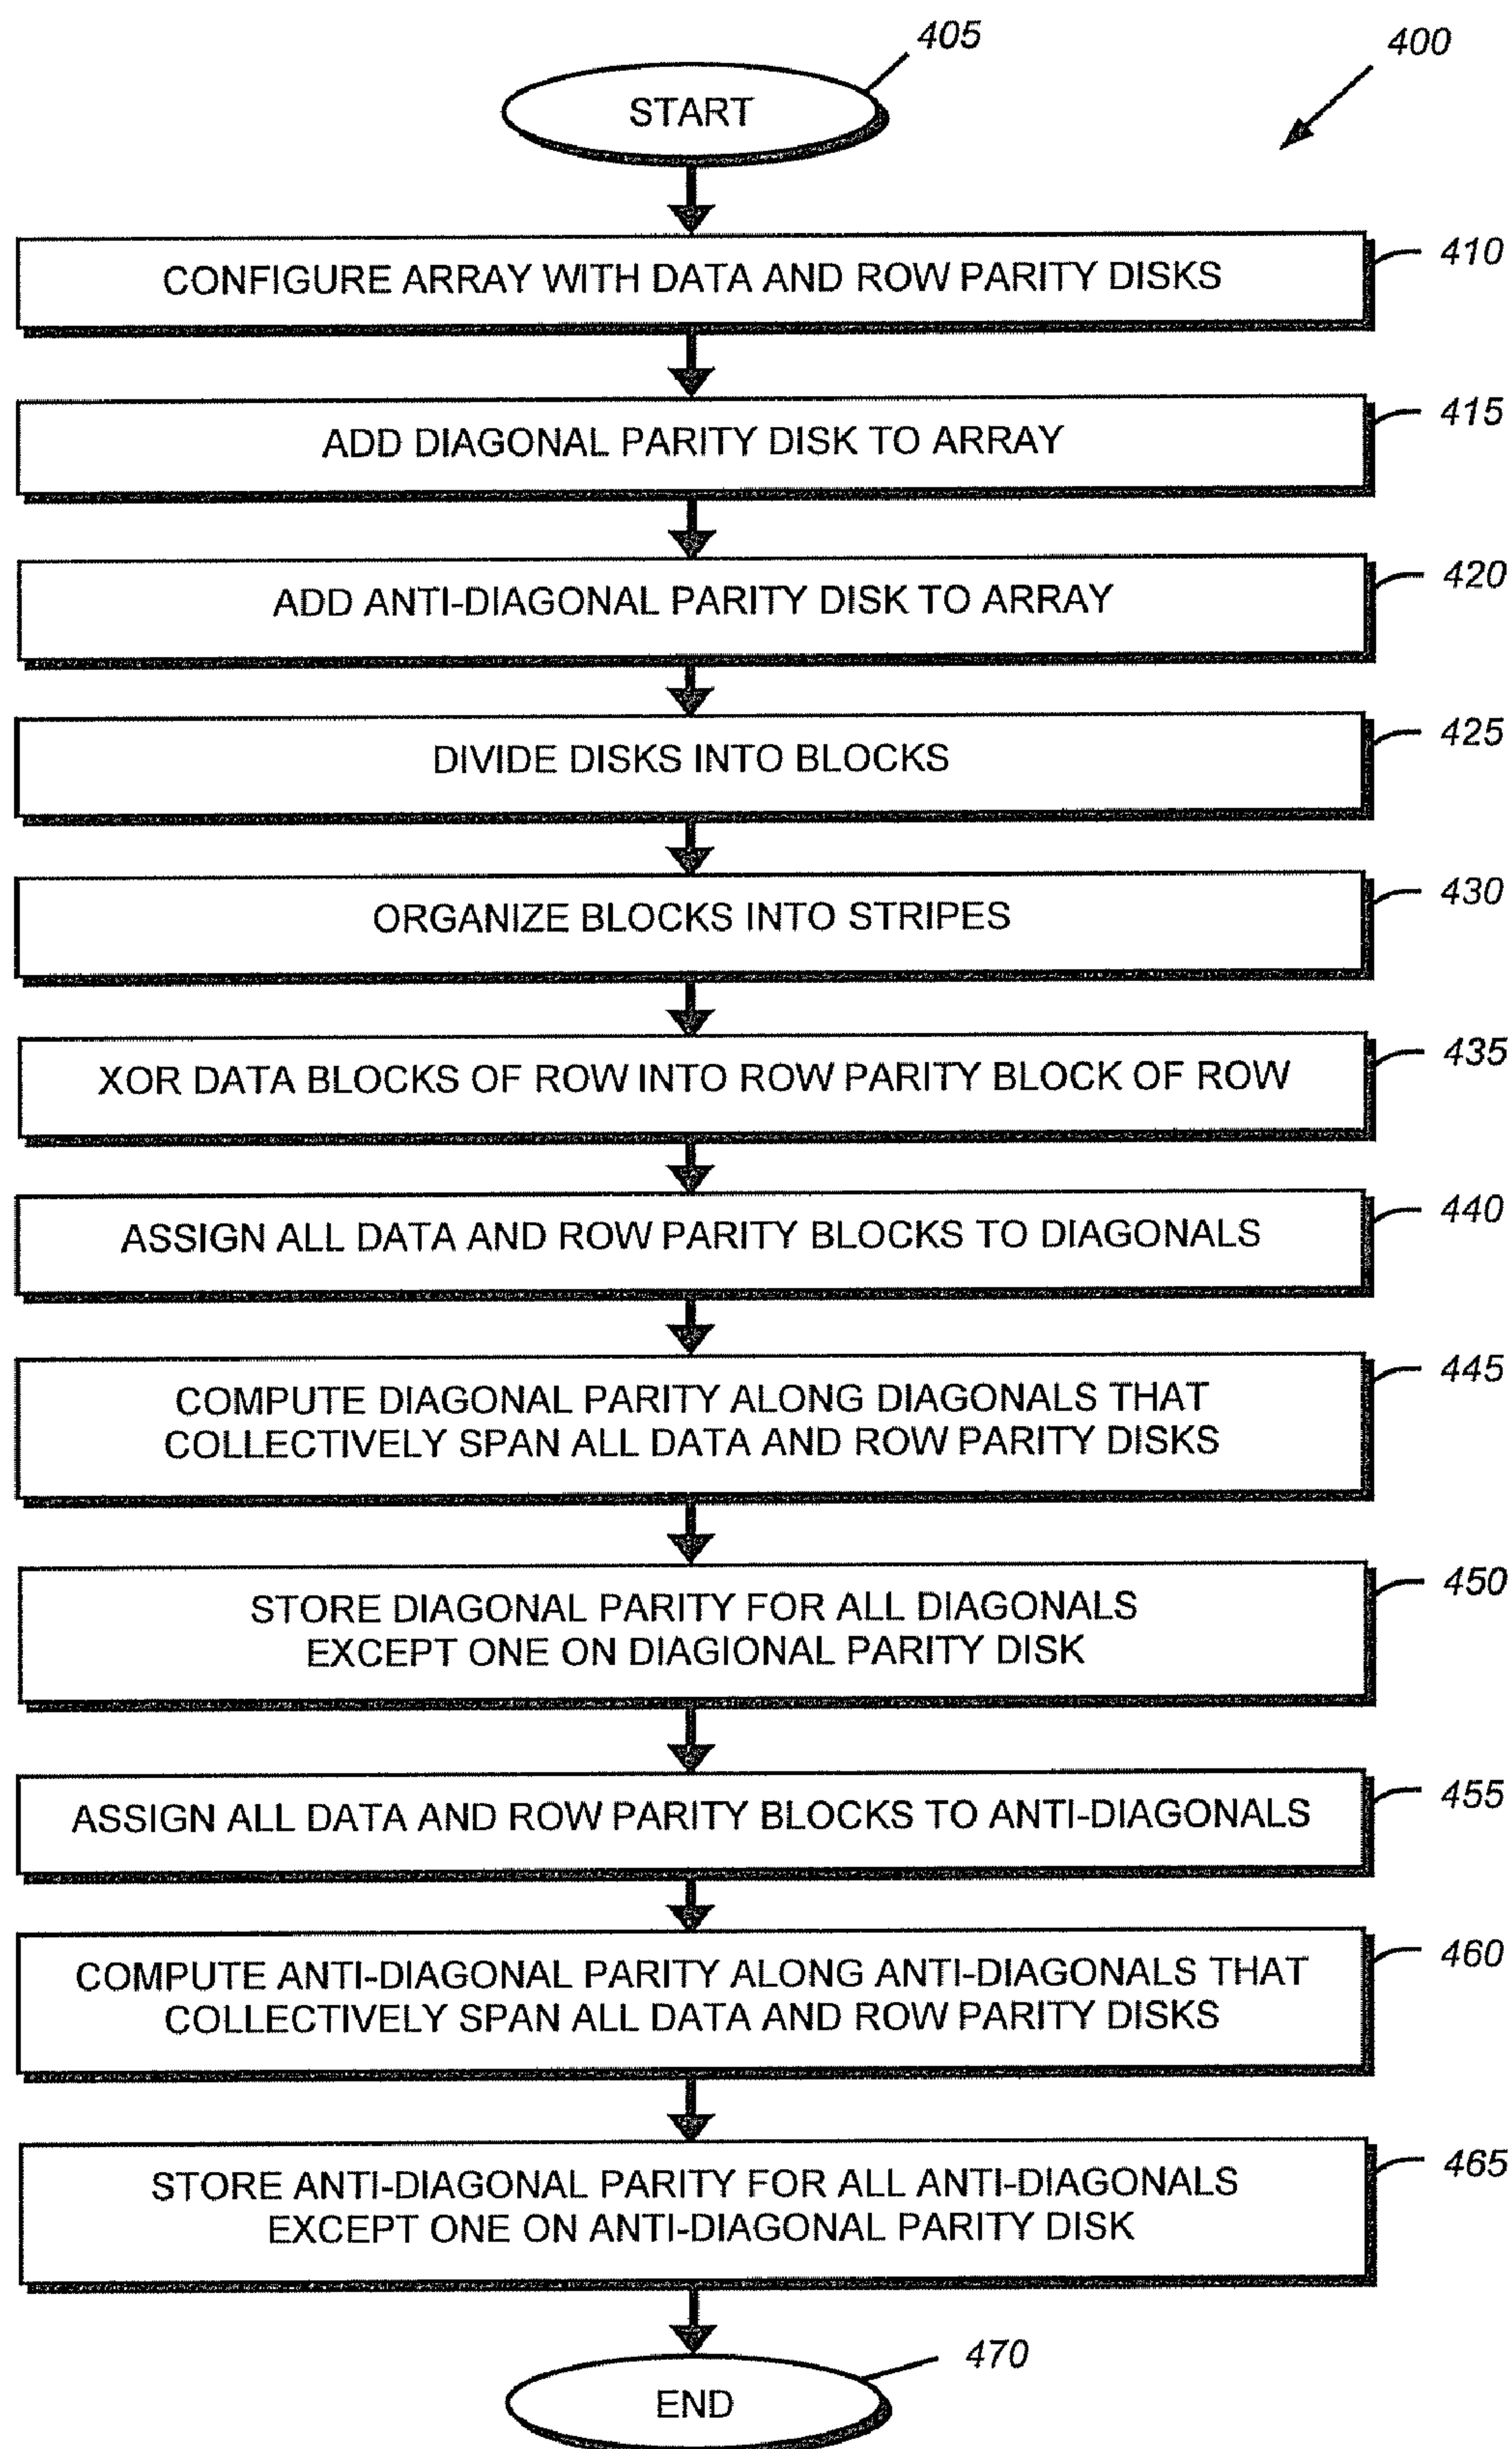 405
400
START
CONFIGURE ARRAY WITH DATA AND ROW PARITY DISKS
410
ADD DIAGONAL PARITY DISK TO ARRAY
415
ADD ANTI-DIAGONAL PARITY DISK TO ARRAY
420
DIVIDE DISKS INTO BLOCKS
425
ORGANIZE BLOCKS INTO STRIPES
430
XOR DATA BLOCKS OF ROW INTO ROW PARITY BLOCK OF ROW
435
ASSIGN ALL DATA AND ROW PARITY BLOCKS TO DIAGONALS
440
COMPUTE DIAGONAL PARITY ALONG DIAGONALS THAT
COLLECTIVELY SPAN ALL DATA AND ROW PARITY DISKS
445
STORE DIAGONAL PARITY FOR ALL DIAGONALS
EXCEPT ONE ON DIAGIONAL PARITY DISK
450
ASSIGN ALL DATA AND ROW PARITY BLOCKS TO ANTI-DIAGONALS
455
COMPUTE ANTI-DIAGONAL PARITY ALONG ANTI-DIAGONALS THAT
COLLECTIVELY SPAN ALL DATA AND ROW PARITY DISKS
460
STORE ANTI-DIAGONAL PARITY FOR ALL ANTI-DIAGONALS
EXCEPT ONE ON ANTI-DIAGONAL PARITY DISK
465
470
END